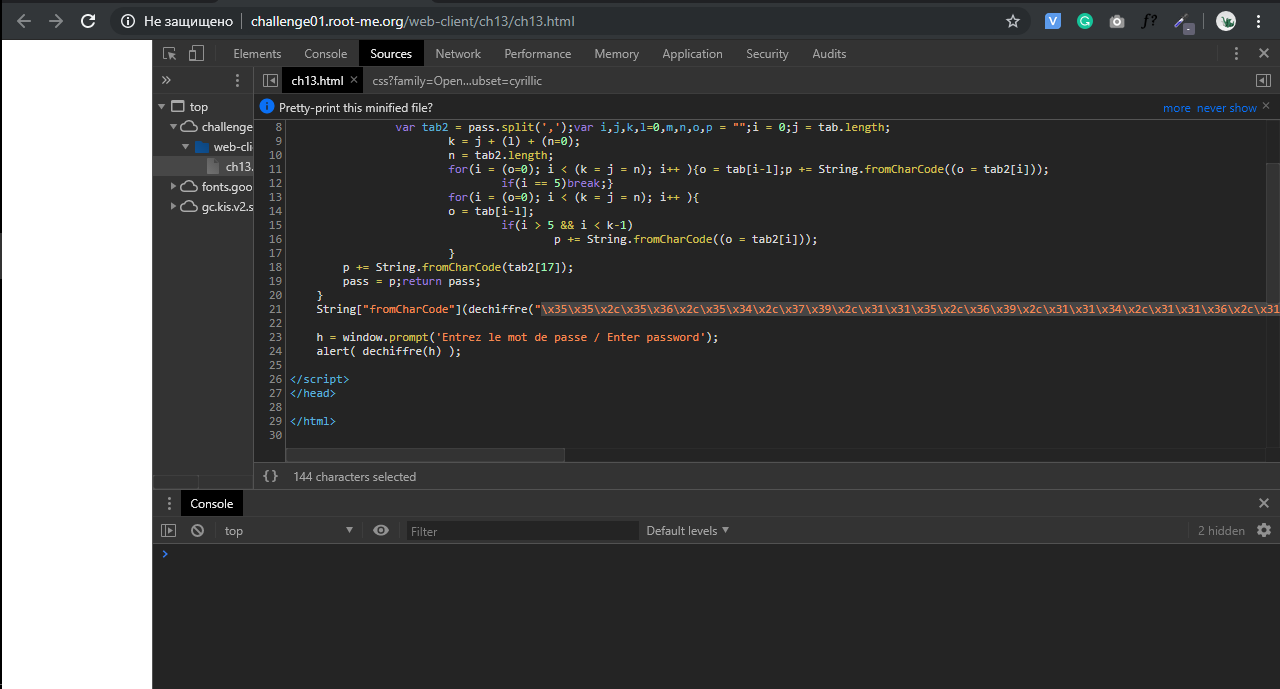 Не защищено challenge01.root-me.org/web-client/ch13/ch13.html
Elements Console Sources Network Performance Memory Application Security Audits
ch13.html css?family=Open...ubset=cyrillic
Pretty-print this minified file? more never show
top
challenge
web-cli
ch13.
fonts.goo
gc.kis.v2.s
8 var tab2 = pass.split(',');var i,j,k,l=0,m,n,o,p = "";i = 0;j = tab.length;
9 k = j + (l) + (n=0);
10 n = tab2.length;
11 for(i = (o=0); i < (k = j = n); i++ ){o = tab[i-l];p += String.fromCharCode((o = tab2[i]));
12 if(i == 5)break;}
13 for(i = (o=0); i < (k = j = n); i++ ){
14 o = tab[i-l];
15 if(i > 5 && i < k-1)
16 p += String.fromCharCode((o = tab2[i]));
17 }
18 p += String.fromCharCode(tab2[17]);
19 pass = p;return pass;
20 }
21 String["fromCharCode"](dechiffre("\x35\x35\x2c\x35\x36\x2c\x35\x34\x2c\x37\x39\x2c\x31\x31\x35\x2c\x36\x39\x2c\x31\x31\x34\x2c\x31\x31\x36\x2c\x31
22
23 h = window.prompt('Entrez le mot de passe / Enter password');
24 alert( dechiffre(h) );
25
26 </script>
27 </head>
28
29 </html>
30
{} 144 characters selected
Console
top Filter Default levels 2 hidden